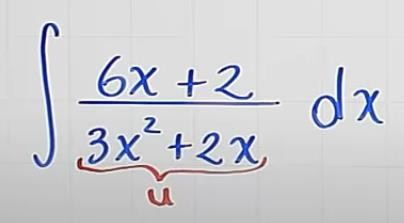 ∫ (6x + 2)/(3x² + 2x) dx
u